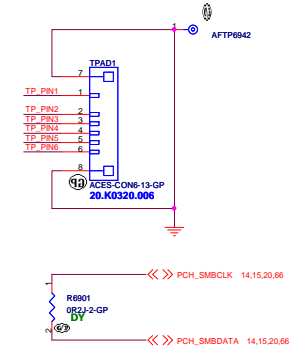 1
AFTP6942
TPAD1
7
TP_PIN1 1
TP_PIN2 2
TP_PIN3 3
TP_PIN4 4
TP_PIN5 5
TP_PIN6 6
8
ACES-CON6-13-GP
20.K0320.006
PCH_SMBCLK 14,15,20,66
1
R6901
0R2J-2-GP
DY
2
PCH_SMBDATA 14,15,20,66